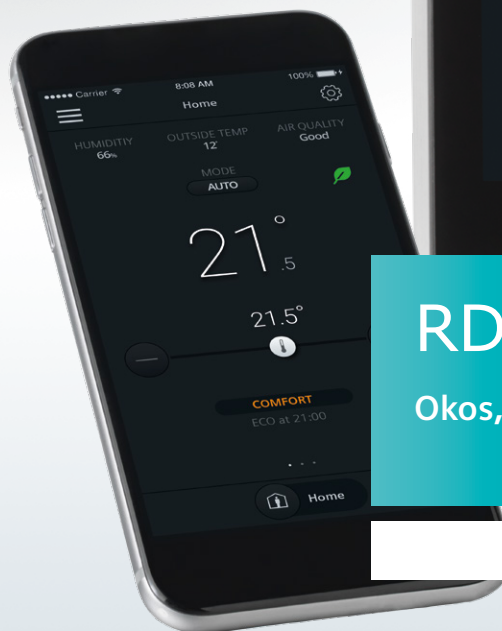 Carrier 8:08 AM 100%
Home
HUMIDITIY OUTSIDE TEMP AIR QUALITY
66% 12° Good
MODE
AUTO
21.5°
21.5°
COMFORT
ECO at 21:00
Home
RD
Okos,